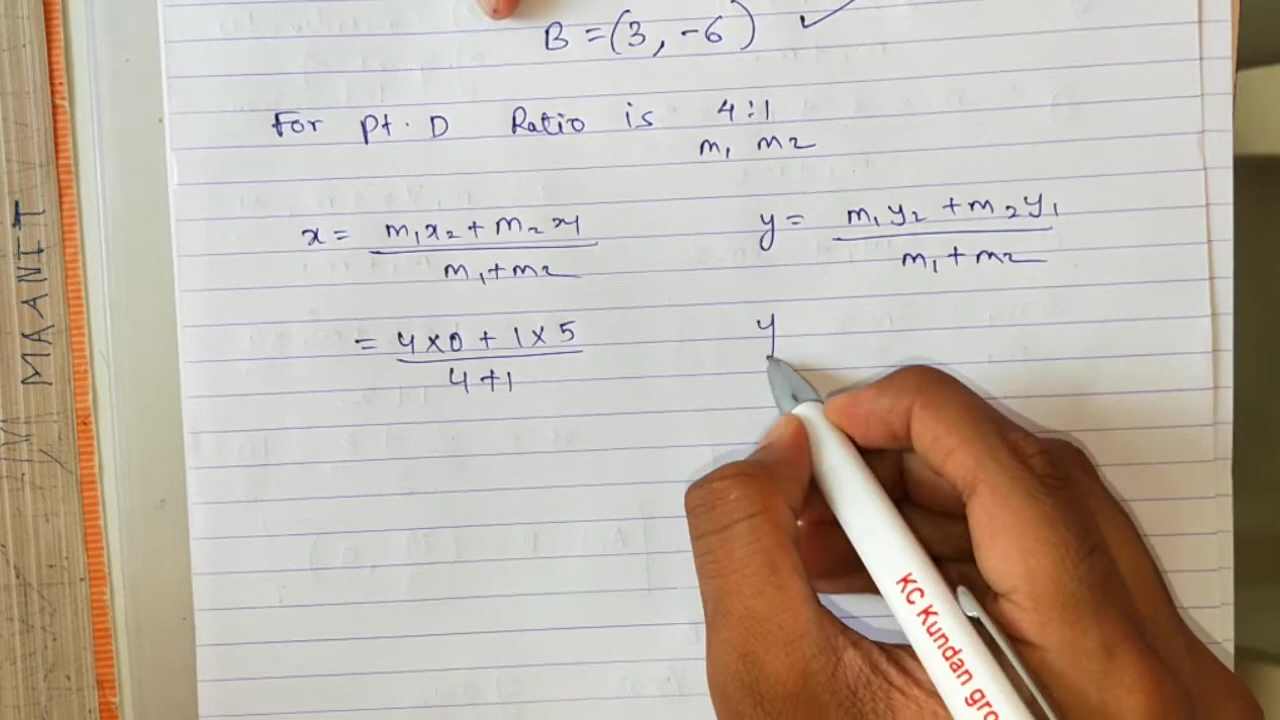 B = (3, -6) ✓
For pt. D Ratio is 4:1
m1 m2
x = m1x2 + m2x1 / m1 + m2
y = m1y2 + m2y1 / m1 + m2
= 4×0 + 1×5 / 4+1
y
MAANIT
KC Kundan gro